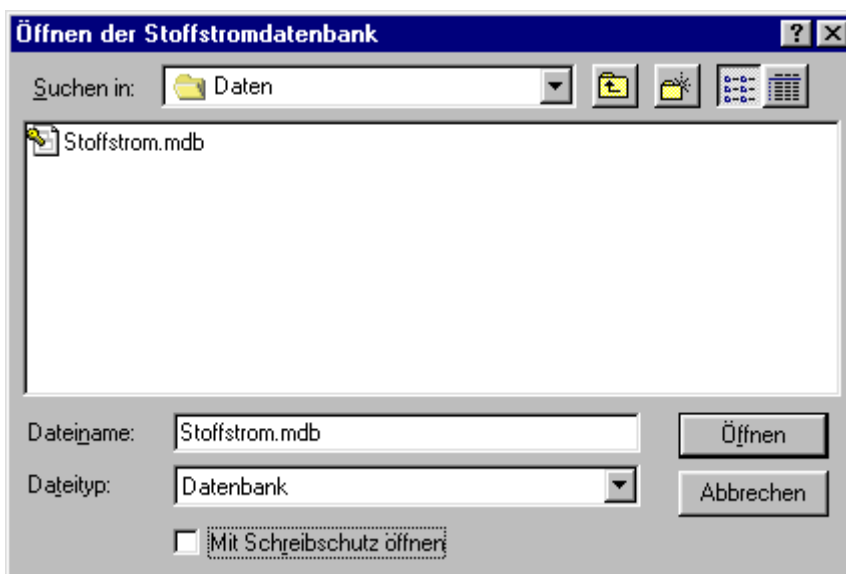 Öffnen der Stoffstromdatenbank
Suchen in: Daten
Stoffstrom.mdb
Dateiname: Stoffstrom.mdb Öffnen
Dateityp: Datenbank Abbrechen
Mit Schreibschutz öffnen